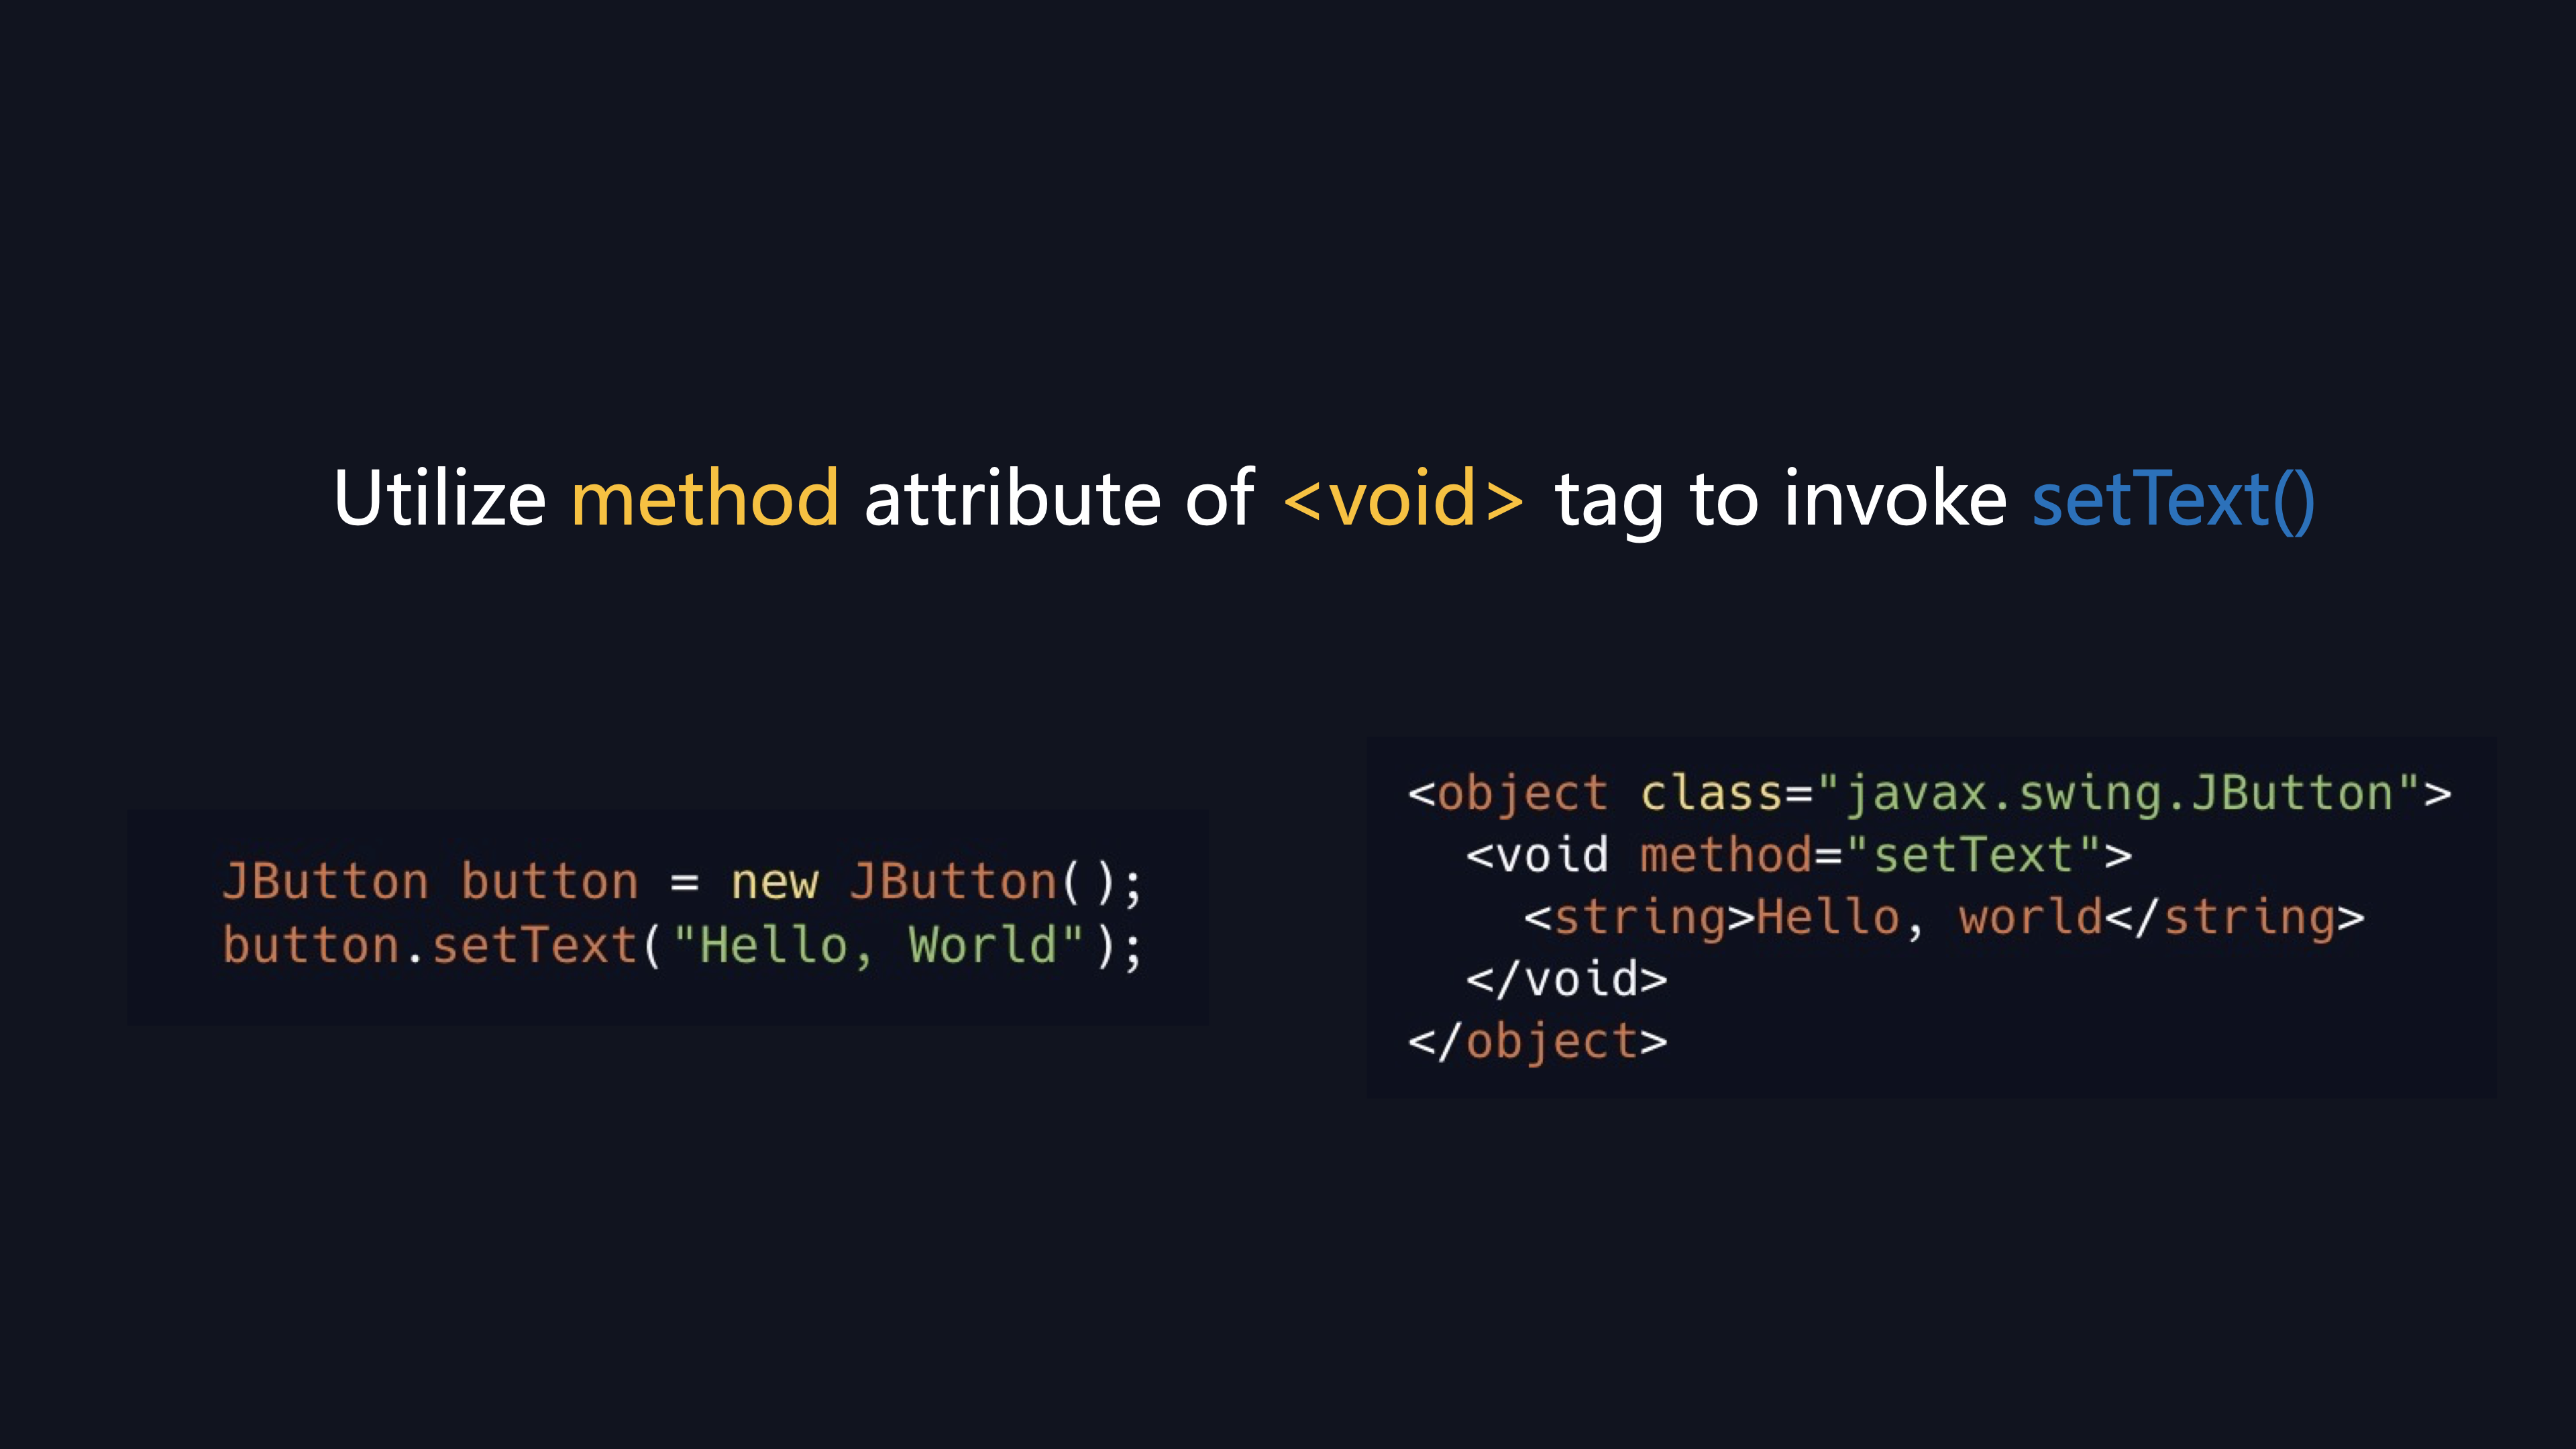 Utilize method attribute of <void> tag to invoke setText()
JButton button = new JButton();
button.setText("Hello, World");
<object class="javax.swing.JButton">
<void method="setText">
<string>Hello, world</string>
</void>
</object>